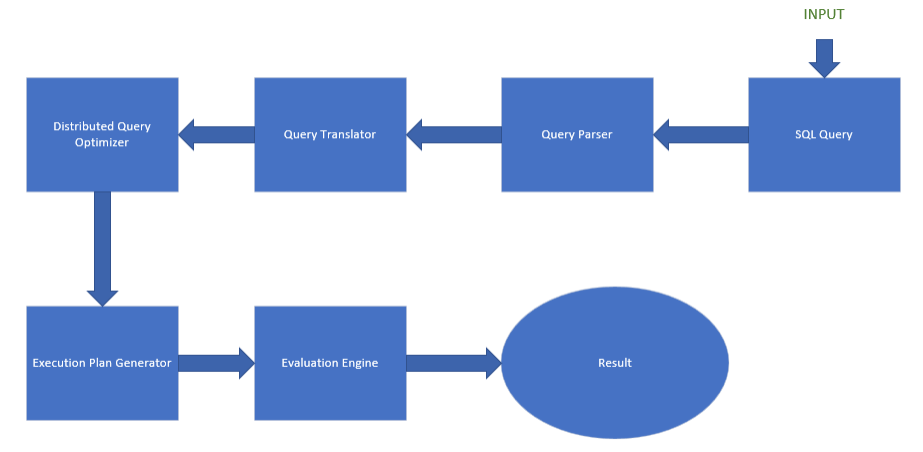 INPUT
Distributed Query
Optimizer
Query Translator
Query Parser
SQL Query
Execution Plan Generator
Evaluation Engine
Result